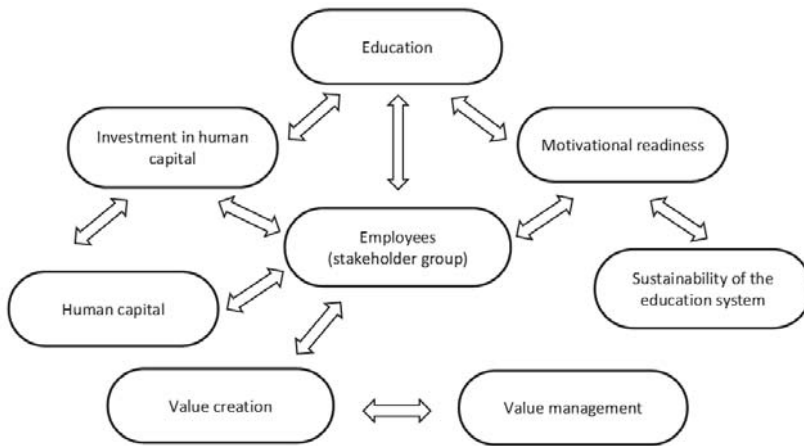 Education
Investment in human
capital
Motivational readiness
Employees
(stakeholder group)
Human capital
Sustainability of the
education system
Value creation
Value management